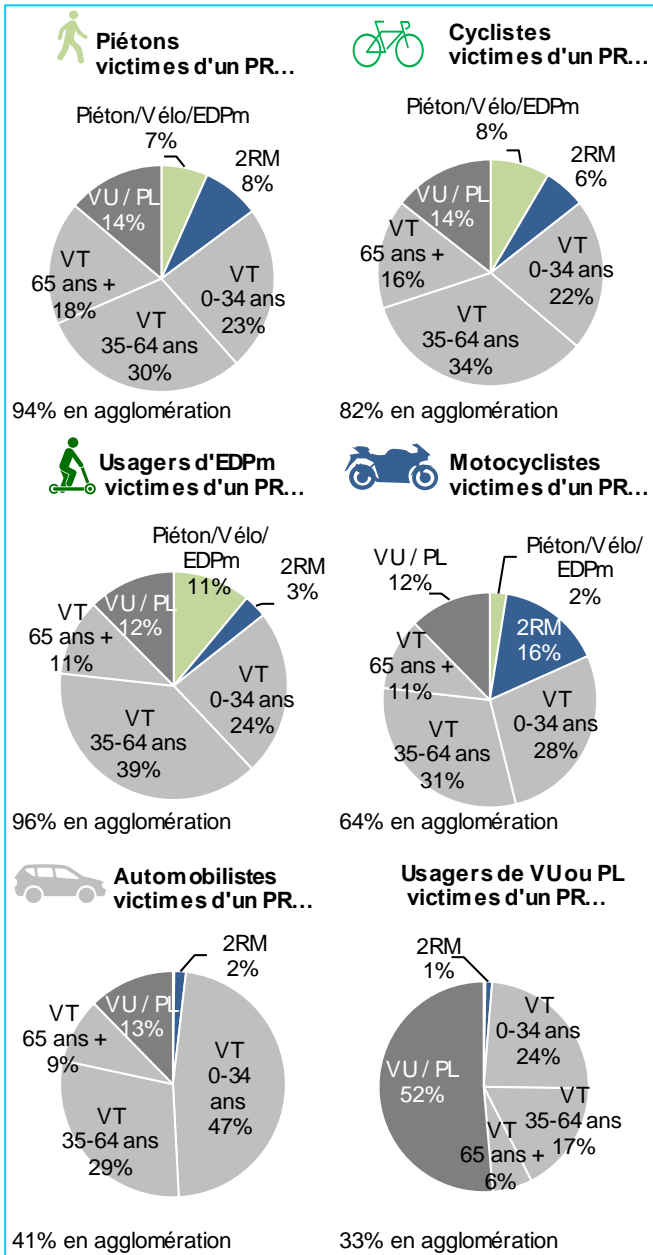 Piétons
victimes d'un PR...
Piéton/Vélo/EDPm
7%
2RM
8%
VT
0-34 ans
23%
VT
35-64 ans
30%
VT
65 ans +
18%
VU / PL
14%
94% en agglomération
Cyclistes
victimes d'un PR...
Piéton/Vélo/EDPm
8%
2RM
6%
VT
0-34 ans
22%
VT
35-64 ans
34%
VT
65 ans +
16%
VU / PL
14%
82% en agglomération
Usagers d'EDPm
victimes d'un PR...
Piéton/Vélo/
EDPm
11%
2RM
3%
VT
0-34 ans
24%
VT
35-64 ans
39%
VT
65 ans +
11%
VU / PL
12%
96% en agglomération
Motocyclistes
victimes d'un PR...
Piéton/Vélo/
EDPm
2%
2RM
16%
VT
0-34 ans
28%
VT
35-64 ans
31%
VT
65 ans +
11%
VU / PL
12%
64% en agglomération
Automobilistes
victimes d'un PR...
2RM
2%
VT
0-34
ans
47%
VT
35-64 ans
29%
VT
65 ans +
9%
VU / PL
13%
41% en agglomération
Usagers de VU ou PL
victimes d'un PR...
2RM
1%
VT
0-34 ans
24%
VT
35-64 ans
17%
VT
65 ans +
6%
VU / PL
52%
33% en agglomération